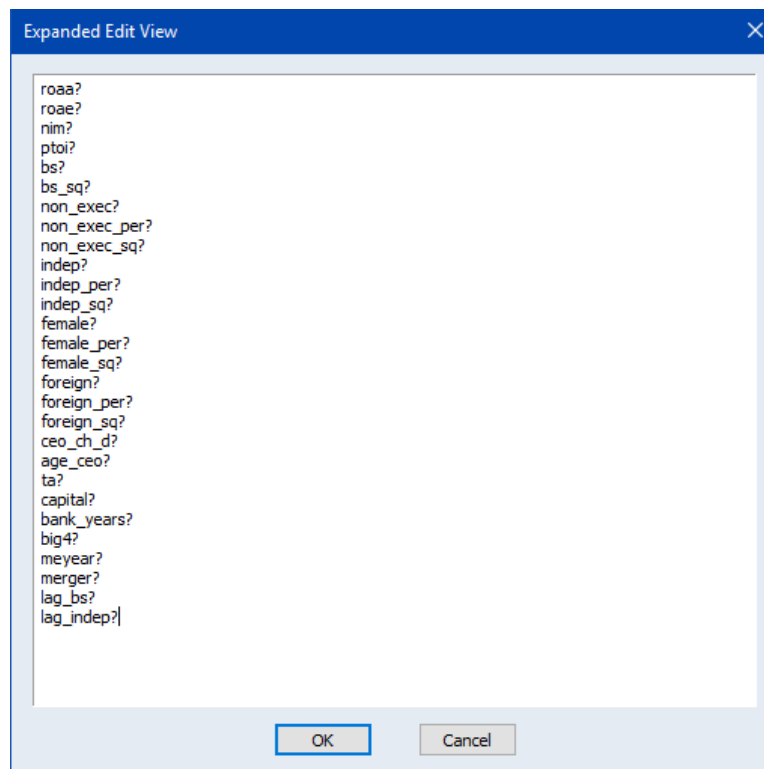 Expanded Edit View
roaa?
roae?
nim?
ptoi?
bs?
bs_sq?
non_exec?
non_exec_per?
non_exec_sq?
indep?
indep_per?
indep_sq?
female?
female_per?
female_sq?
foreign?
foreign_per?
foreign_sq?
ceo_ch_d?
age_ceo?
ta?
capital?
bank_years?
big4?
meyear?
merger?
lag_bs?
lag_indep?
OK Cancel